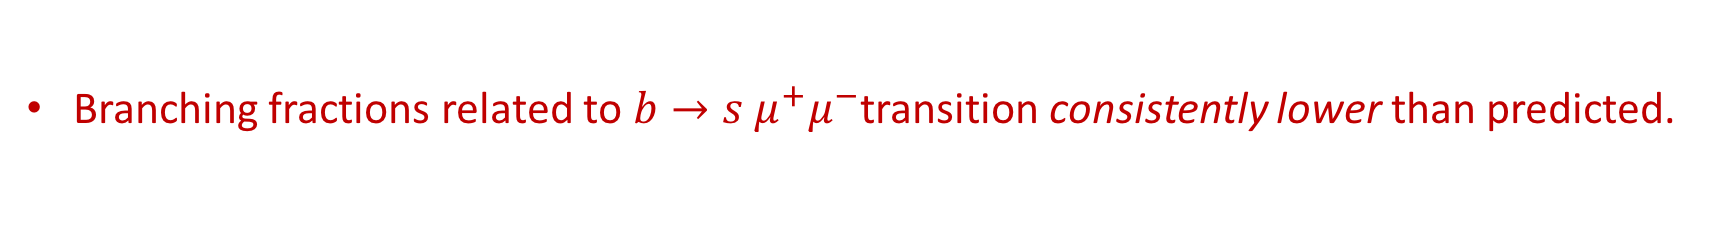 • Branching fractions related to b → s μ⁺μ⁻ transition consistently lower than predicted.